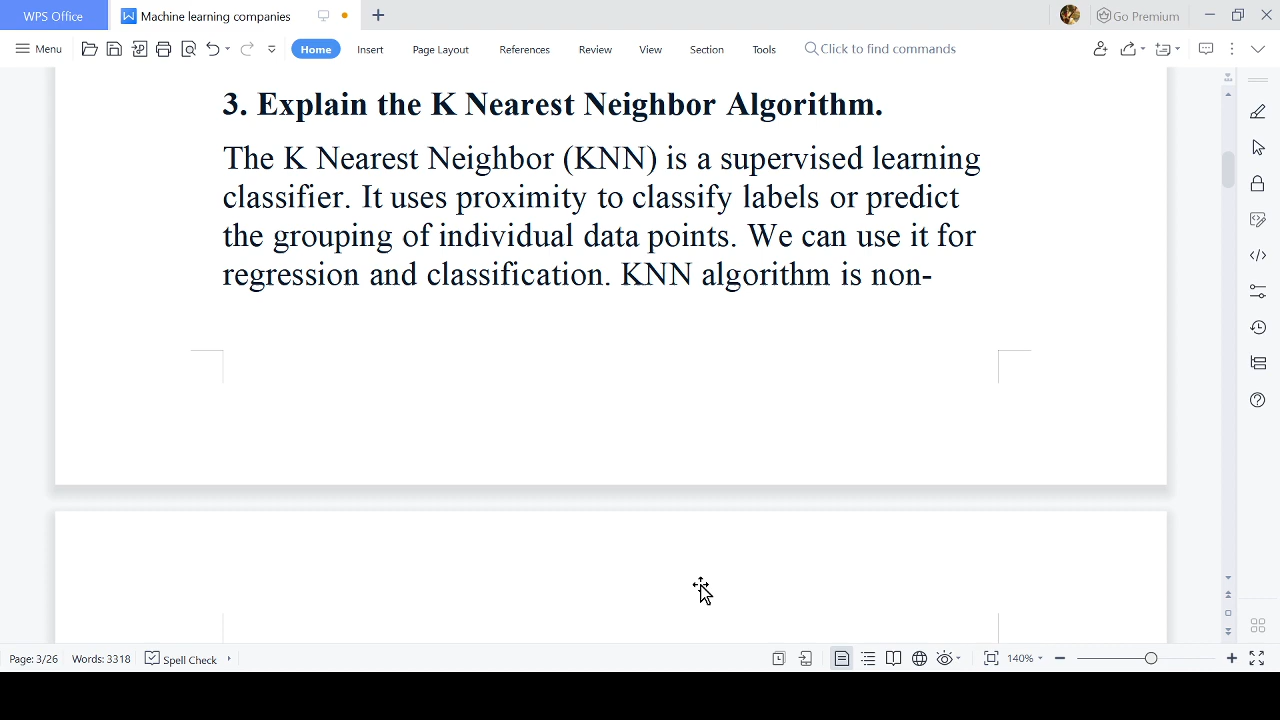 WPS Office
Machine learning companies
Go Premium
Menu
Home
Insert
Page Layout
References
Review
View
Section
Tools
Click to find commands
3. Explain the K Nearest Neighbor Algorithm.
The K Nearest Neighbor (KNN) is a supervised learning
classifier. It uses proximity to classify labels or predict
the grouping of individual data points. We can use it for
regression and classification. KNN algorithm is non-
Page: 3/26
Words: 3318
Spell Check
140%